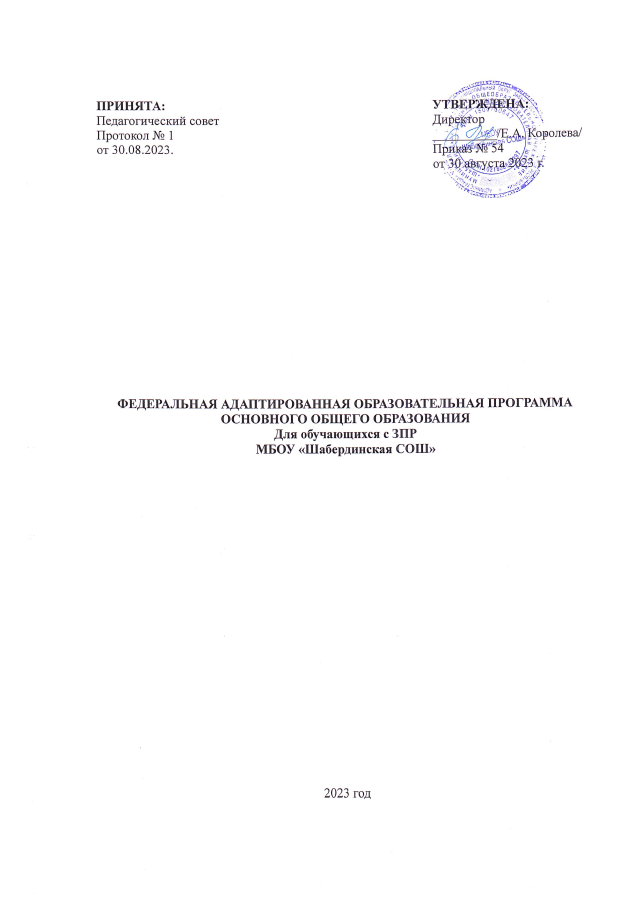 ПРИНЯТА:
Педагогический совет
Протокол № 1
от 30.08.2023.
УТВЕРЖДЕНА:
Директор
/Е.А. Королева/
Приказ № 54
от 30 августа 2023 г.
ФЕДЕРАЛЬНАЯ АДАПТИРОВАННАЯ ОБРАЗОВАТЕЛЬНАЯ ПРОГРАММА
ОСНОВНОГО ОБЩЕГО ОБРАЗОВАНИЯ
Для обучающихся с ЗПР
МБОУ «Шабердинская СОШ»
2023 год